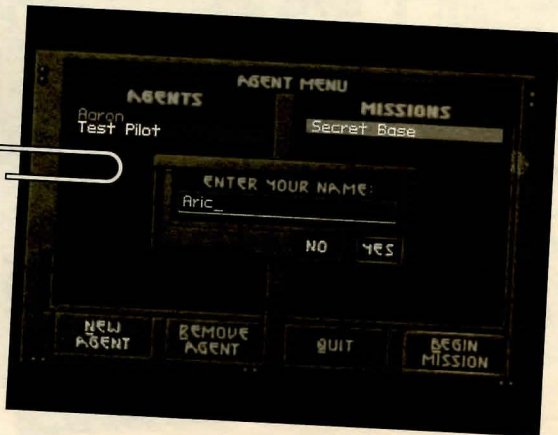 AGENT MENU
AGENTS
Aaron
Test Pilot
MISSIONS
Secret Base
ENTER YOUR NAME:
Aric_
NO YES
NEW AGENT
REMOVE AGENT
QUIT
BEGIN MISSION